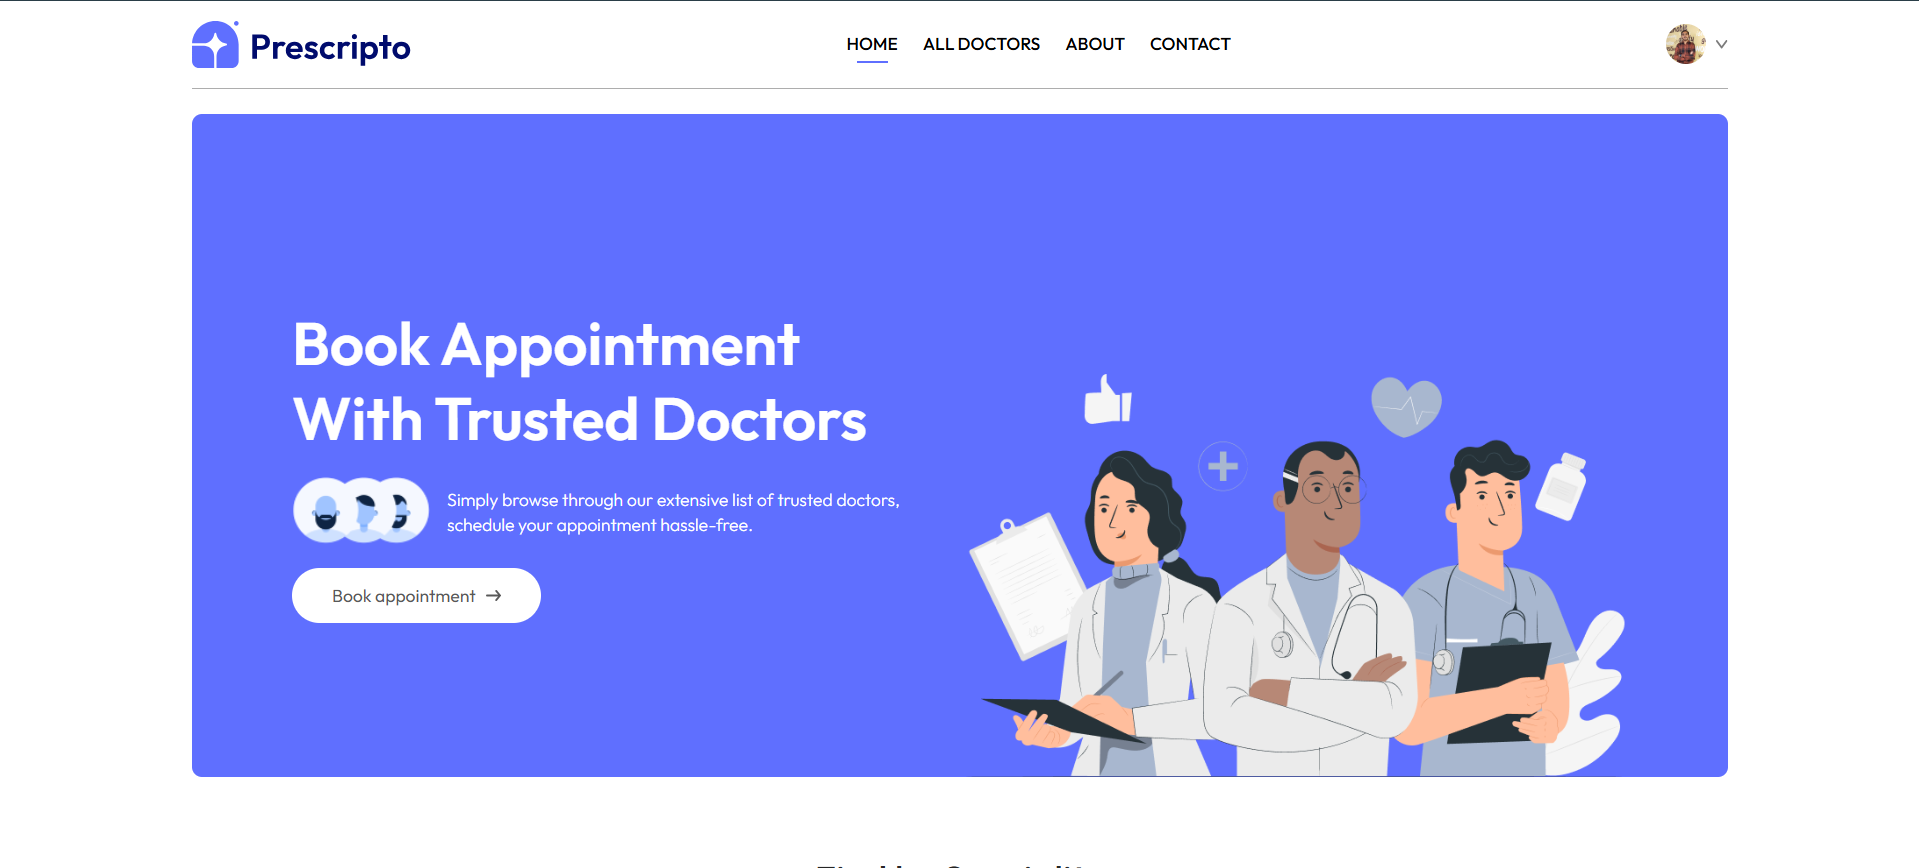 Prescripto
HOME
ALL DOCTORS
ABOUT
CONTACT
Book Appointment
With Trusted Doctors
Simply browse through our extensive list of trusted doctors,
schedule your appointment hassle-free.
Book appointment